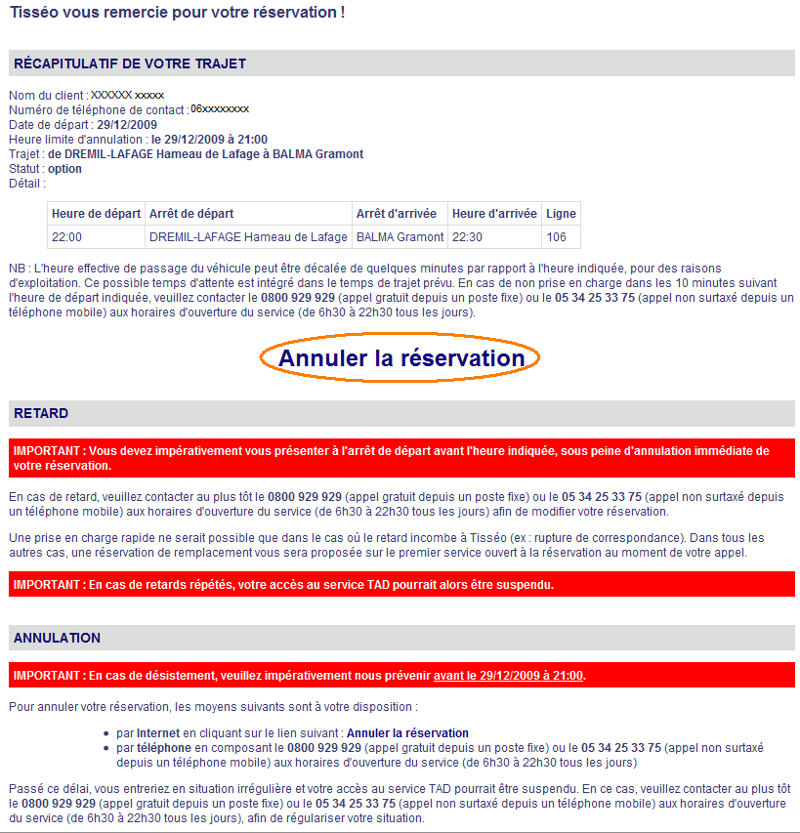 Tisséo vous remercie pour votre réservation !
RÉCAPITULATIF DE VOTRE TRAJET
Nom du client : XXXXXX xxxxx
Numéro de téléphone de contact : 06xxxxxxxx
Date de départ : 29/12/2009
Heure limite d'annulation : le 29/12/2009 à 21:00
Trajet : de DREMIL-LAFAGE Hameau de Lafage à BALMA Gramont
Statut : option
Détail :
Heure de départ Arrêt de départ Arrêt d'arrivée Heure d'arrivée Ligne
22:00 DREMIL-LAFAGE Hameau de Lafage BALMA Gramont 22:30 106
NB : L'heure effective de passage du véhicule peut être décalée de quelques minutes par rapport à l'heure indiquée, pour des raisons
d'exploitation. Ce possible temps d'attente est intégré dans le temps de trajet prévu. En cas de non prise en charge dans les 10 minutes suivant
l'heure de départ indiquée, veuillez contacter le 0800 929 929 (appel gratuit depuis un poste fixe) ou le 05 34 25 33 75 (appel non surtaxé depuis un
téléphone mobile) aux horaires d'ouverture du service (de 6h30 à 22h30 tous les jours).
Annuler la réservation
RETARD
IMPORTANT : Vous devez impérativement vous présenter à l'arrêt de départ avant l'heure indiquée, sous peine d'annulation immédiate de
votre réservation.
En cas de retard, veuillez contacter au plus tôt le 0800 929 929 (appel gratuit depuis un poste fixe) ou le 05 34 25 33 75 (appel non surtaxé depuis
un téléphone mobile) aux horaires d'ouverture du service (de 6h30 à 22h30 tous les jours) afin de modifier votre réservation.
Une prise en charge rapide ne serait possible que dans le cas où le retard incombe à Tisséo (ex : rupture de correspondance). Dans tous les
autres cas, une réservation de remplacement vous sera proposée sur le premier service ouvert à la réservation au moment de votre appel.
IMPORTANT : En cas de retards répétés, votre accès au service TAD pourrait alors être suspendu.
ANNULATION
IMPORTANT : En cas de désistement, veuillez impérativement nous prévenir avant le 29/12/2009 à 21:00.
Pour annuler votre réservation, les moyens suivants sont à votre disposition :
• par Internet en cliquant sur le lien suivant : Annuler la réservation
• par téléphone en composant le 0800 929 929 (appel gratuit depuis un poste fixe) ou le 05 34 25 33 75 (appel non surtaxé
depuis un téléphone mobile) aux horaires d'ouverture du service (de 6h30 à 22h30 tous les jours)
Passé ce délai, vous entreriez en situation irrégulière et votre accès au service TAD pourrait être suspendu. En ce cas, veuillez contacter au plus tôt
le 0800 929 929 (appel gratuit depuis un poste fixe) ou le 05 34 25 33 75 (appel non surtaxé depuis un téléphone mobile) aux horaires d'ouverture
du service (de 6h30 à 22h30 tous les jours), afin de régulariser votre situation.